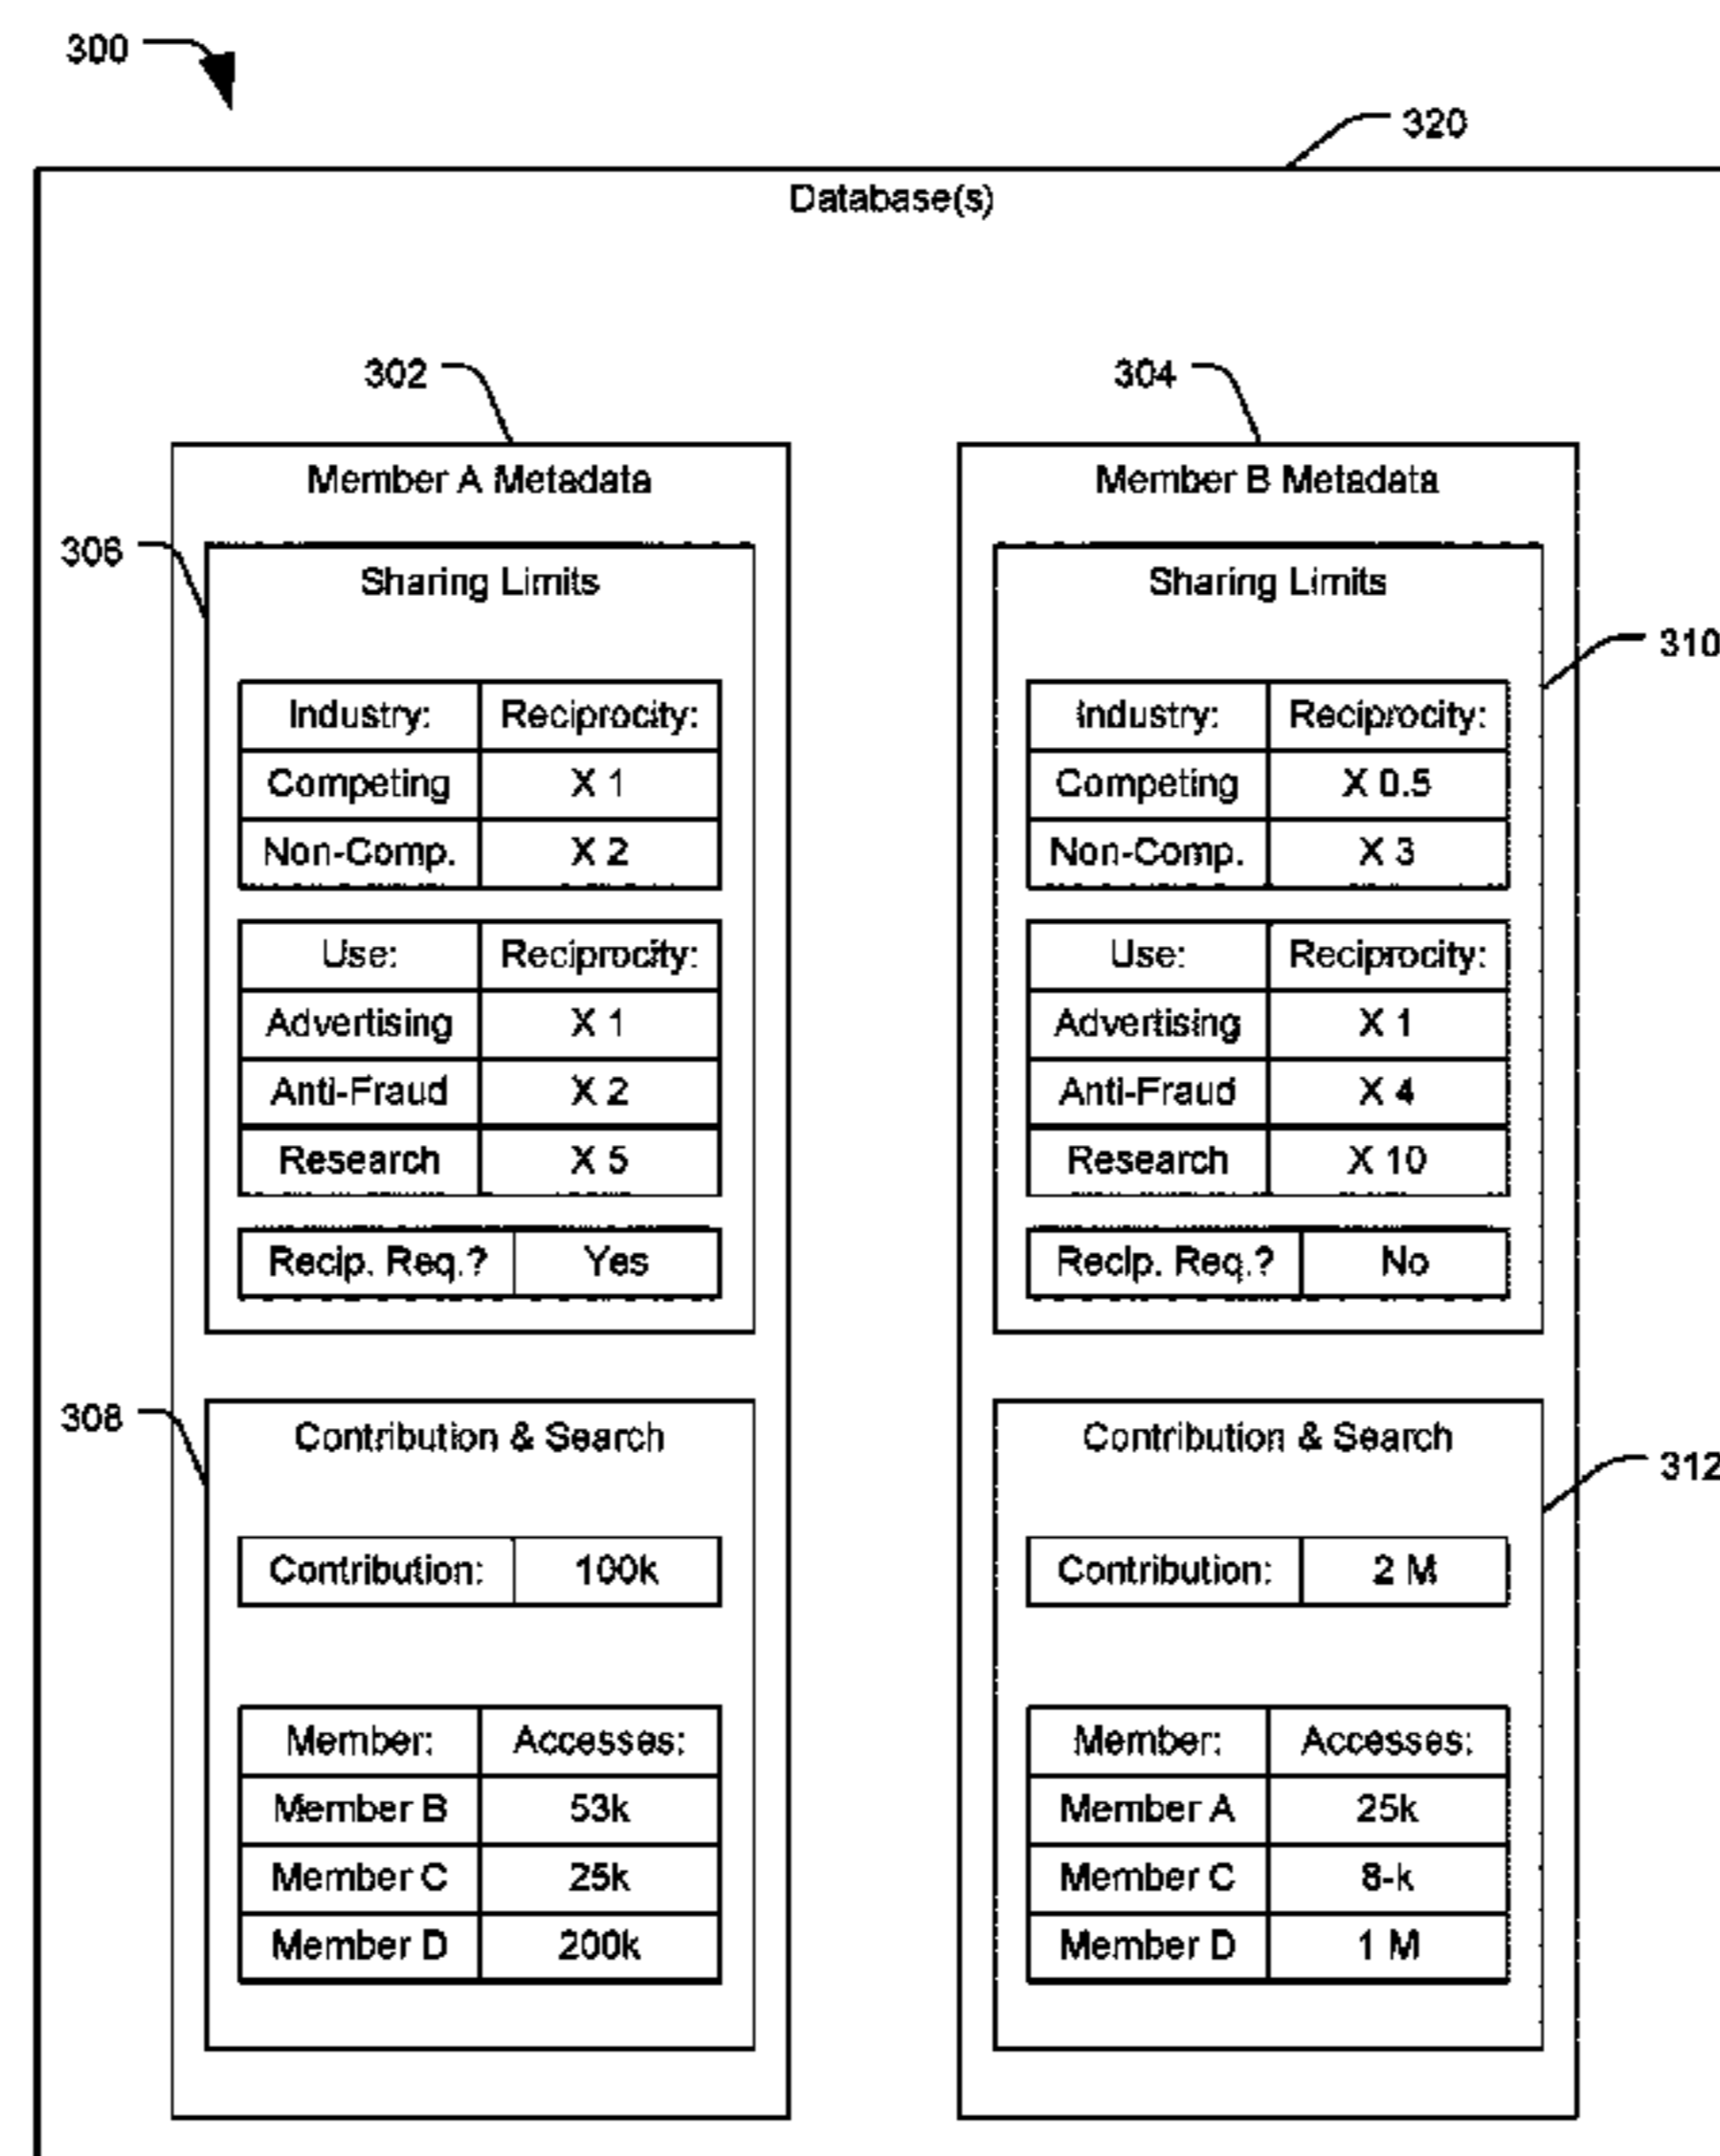 300
320
Database(s)
302
304
Member A Metadata
Member B Metadata
306
Sharing Limits
Sharing Limits
310
Industry: Reciprocity:
Competing X 1
Non-Comp. X 2
Industry: Reciprocity:
Competing X 0.5
Non-Comp. X 3
Use: Reciprocity:
Advertising X 1
Anti-Fraud X 2
Research X 5
Use: Reciprocity:
Advertising X 1
Anti-Fraud X 4
Research X 10
Recip. Req.? Yes
Recip. Req.? No
308
Contribution & Search
Contribution & Search
312
Contribution: 100k
Contribution: 2 M
Member: Accesses:
Member B 53k
Member C 25k
Member D 200k
Member: Accesses:
Member A 25k
Member C 8-k
Member D 1 M